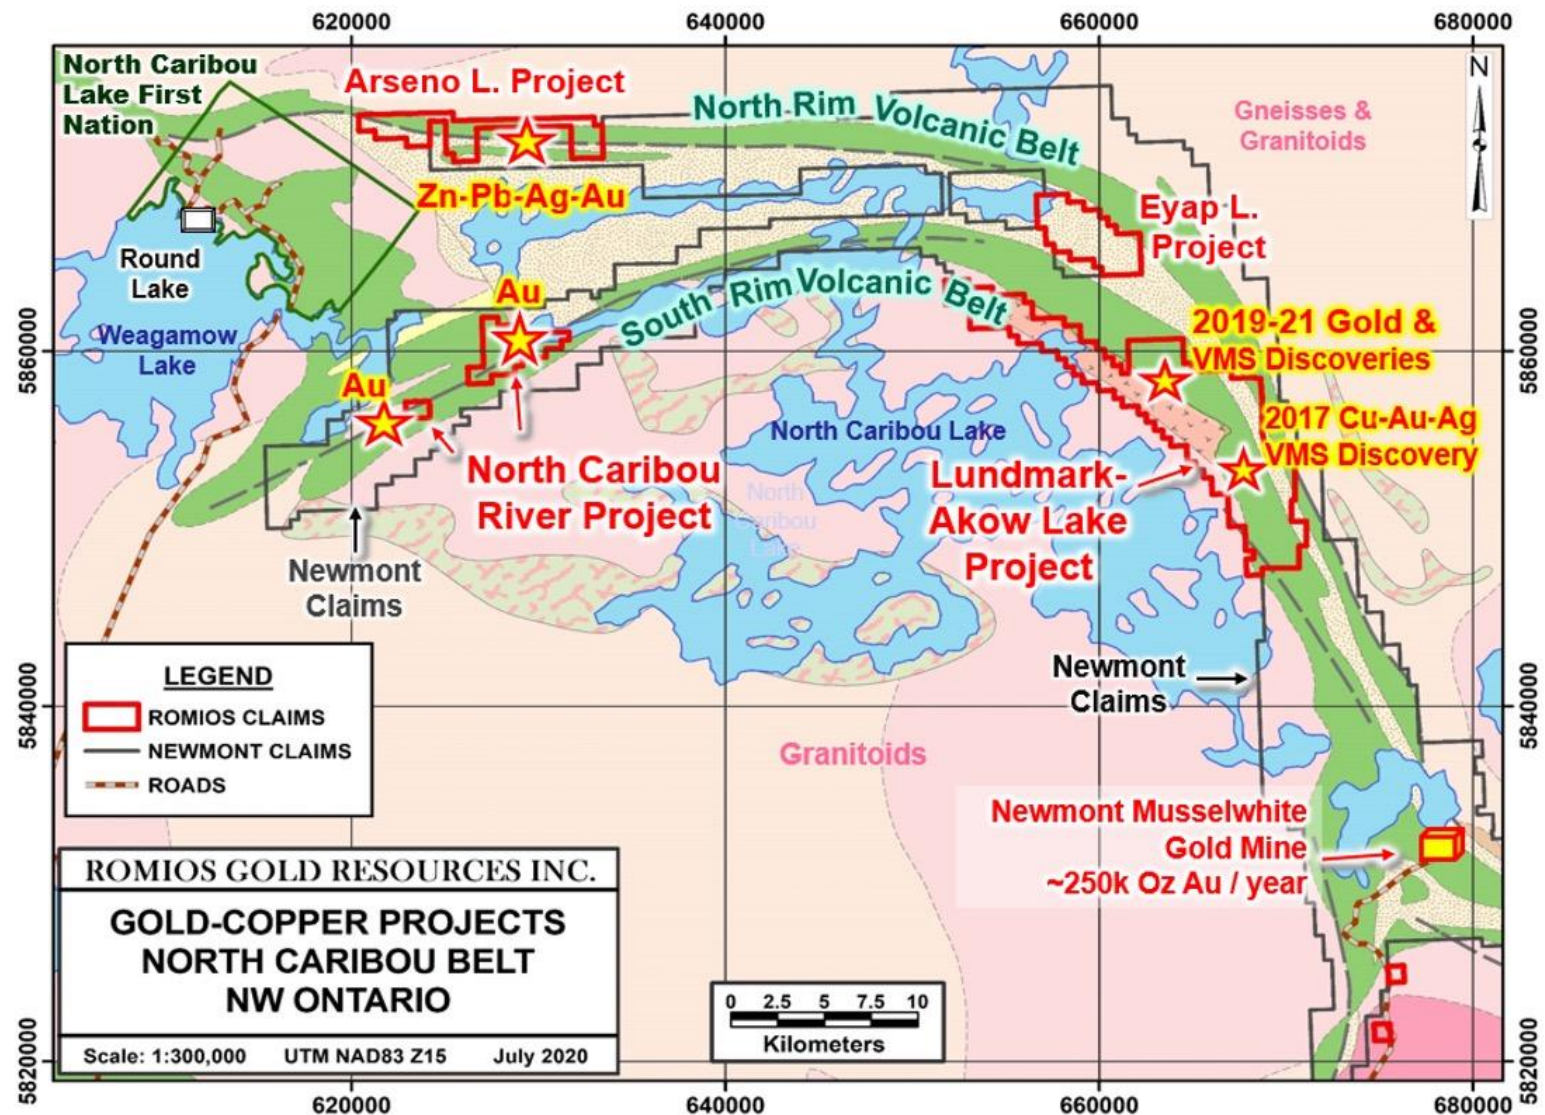 620000
640000
660000
680000
North Caribou
Lake First
Nation
Arseno L. Project
North Rim Volcanic Belt
Gneisses &
Granitoids
N
Zn-Pb-Ag-Au
Eyap L.
Project
Round
Lake
Weagamow
Lake
Au
South Rim Volcanic Belt
2019-21 Gold &
VMS Discoveries
5860000
5860000
Au
North Caribou Lake
2017 Cu-Au-Ag
VMS Discovery
North Caribou
River Project
North
Caribou
Lake
Lundmark-
Akow Lake
Project
Newmont
Claims
Newmont
Claims
5840000
5840000
LEGEND
ROMIOS CLAIMS
NEWMONT CLAIMS
ROADS
Granitoids
Newmont Musselwhite
Gold Mine
~250k Oz Au / year
ROMIOS GOLD RESOURCES INC.
GOLD-COPPER PROJECTS
NORTH CARIBOU BELT
NW ONTARIO
Scale: 1:300,000 UTM NAD83 Z15 July 2020
0 2.5 5 7.5 10
Kilometers
5820000
5820000
620000
640000
660000
680000